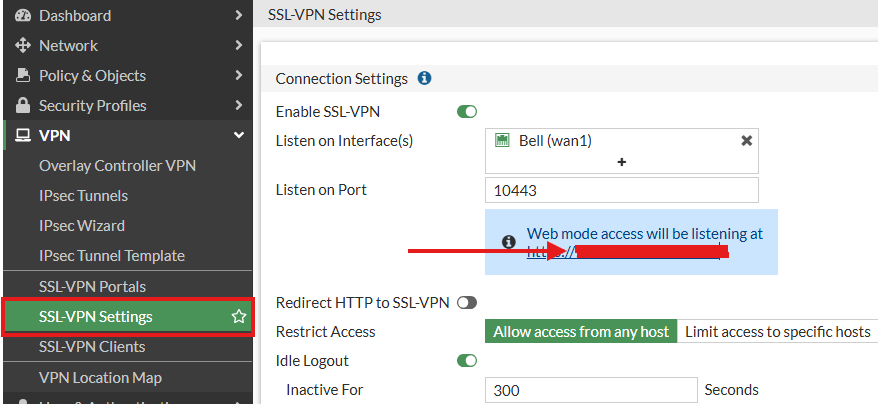 Dashboard
SSL-VPN Settings
Network
Policy & Objects
Security Profiles
VPN
Overlay Controller VPN
IPsec Tunnels
IPsec Wizard
IPsec Tunnel Template
SSL-VPN Portals
SSL-VPN Settings
SSL-VPN Clients
VPN Location Map
Connection Settings
Enable SSL-VPN
Listen on Interface(s)
Bell (wan1)
Listen on Port
10443
Web mode access will be listening at
Redirect HTTP to SSL-VPN
Restrict Access
Allow access from any host
Limit access to specific hosts
Idle Logout
Inactive For
300
Seconds